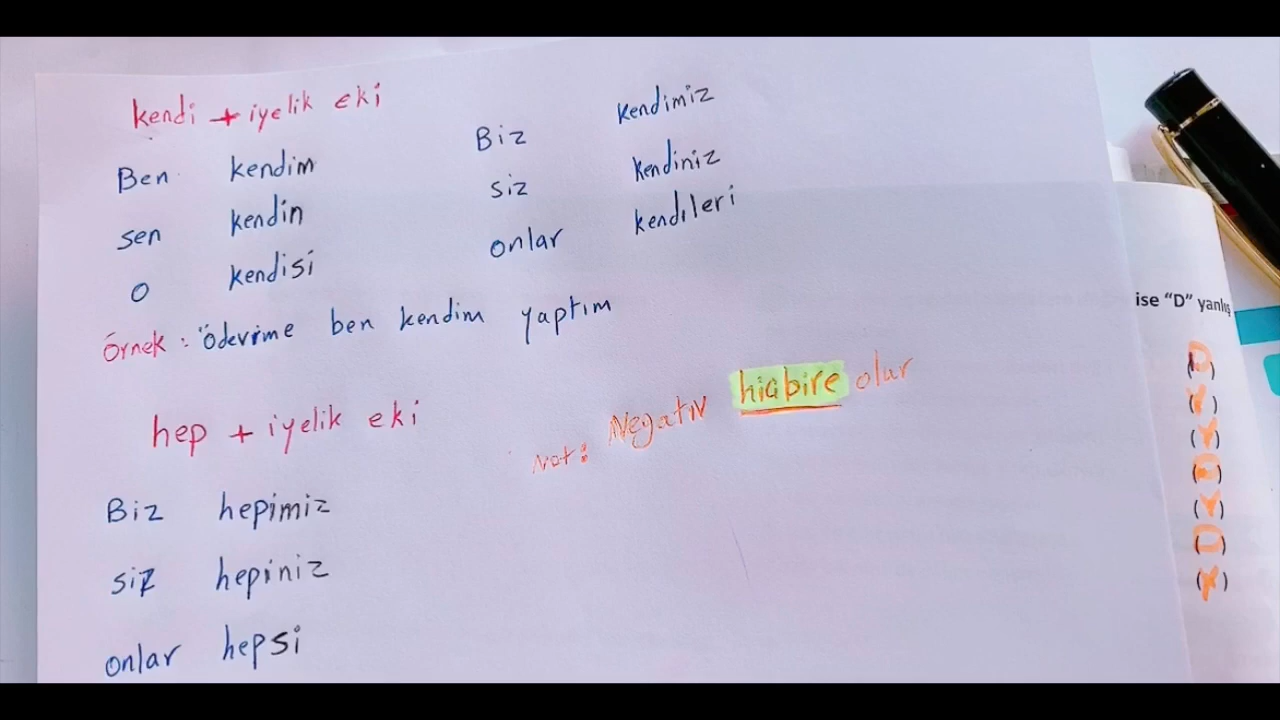 kendi + iyelik eki
Ben kendim
sen kendin
O kendisi
Biz kendimiz
siz kendiniz
onlar kendileri
Örnek : Ödevime ben kendim yaptım
hep + iyelik eki
Not: Negativ hiçbire olur
Biz hepimiz
siz hepiniz
onlar hepsi
ise “D” yanlış
(D)
(Y)
(Y)
(D)
(Y)
(D)
(Y)